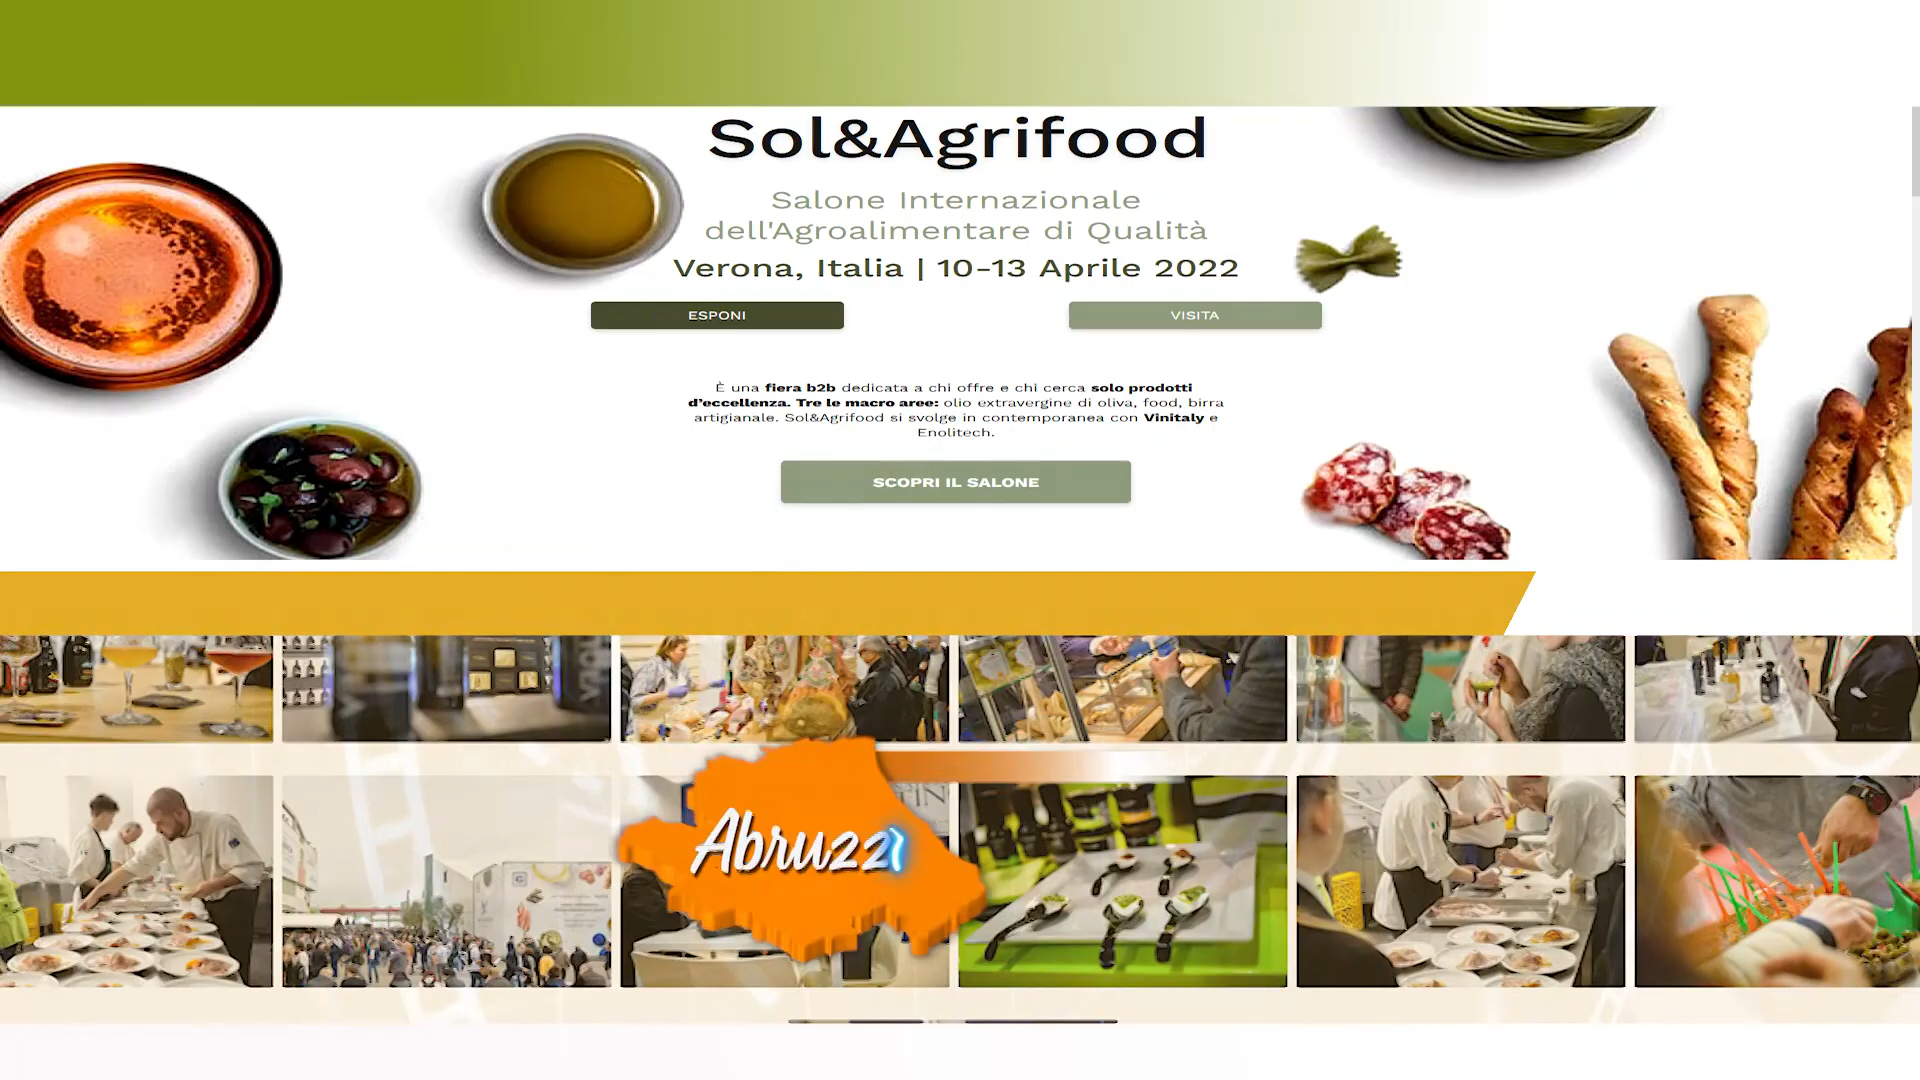 Sol&Agrifood
Salone Internazionale
dell'Agroalimentare di Qualità
Verona, Italia | 10-13 Aprile 2022
ESPONI
VISITA
È una fiera b2b dedicata a chi offre e chi cerca solo prodotti
d'eccellenza. Tre le macro aree: olio extravergine di oliva, food, birra
artigianale. Sol&Agrifood si svolge in contemporanea con Vinitaly e
Enolitech.
SCOPRI IL SALONE
Abruzzi